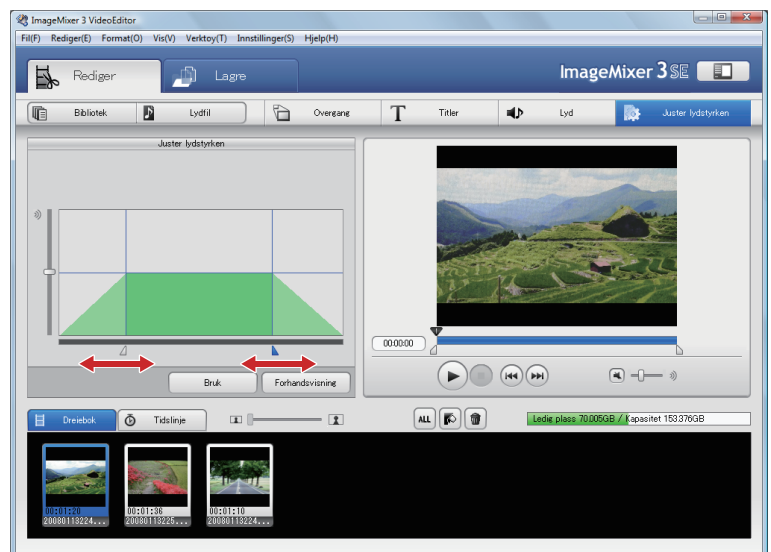 ImageMixer 3 VideoEditor
Fil(F) Rediger(E) Format(O) Vis(V) Verktoy(T) Innstillinger(S) Hjelp(H)
Rediger
Lagre
ImageMixer 3 SE
Bibliotek
Lydfil
Overgang
T
Titler
Lyd
Juster lydstyrken
Juster lydstyrken
Bruk
Forhandsvisning
00:00:00
Dreiebok
Tidslinje
ALL
Ledig plass 70.005GB / Kapasitet 153.376GB
00:01:20
20080113224...
00:01:36
20080113225...
00:01:10
20080113224...